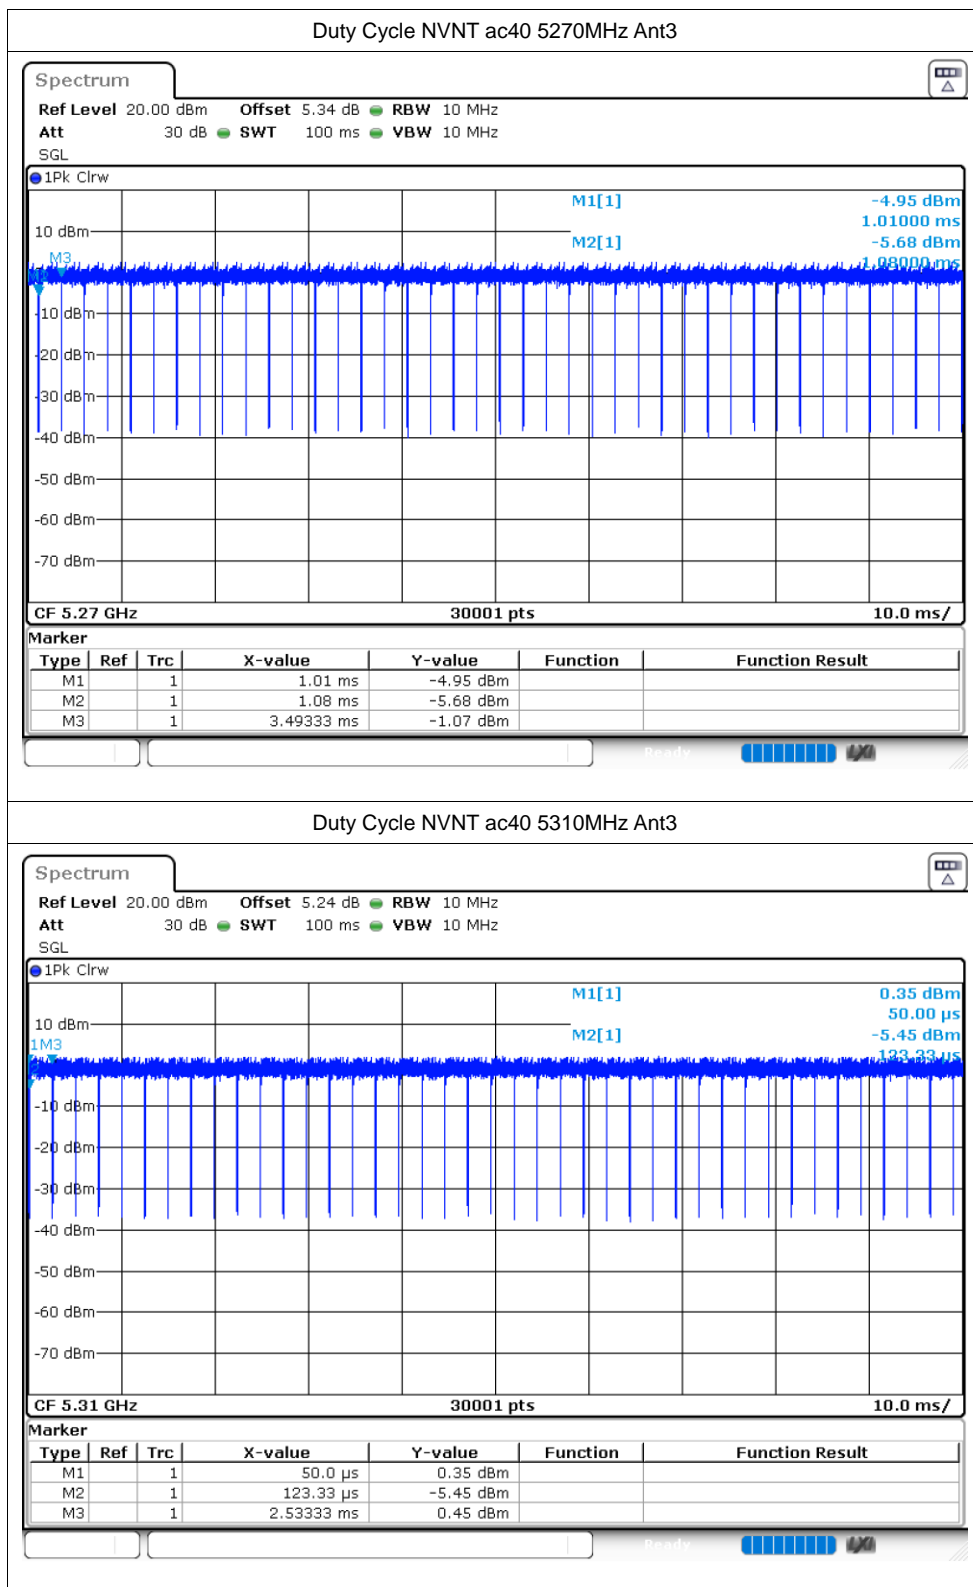 Duty Cycle NVNT ac40 5270MHz Ant3
Spectrum
Ref Level 20.00 dBm Offset 5.34 dB RBW 10 MHz
Att 30 dB SWT 100 ms VBW 10 MHz
SGL
1Pk Clrw
M1[1] -4.95 dBm
1.01000 ms
10 dBm
M2[1] -5.68 dBm
1.08000 ms
M3
-10 dBm
-20 dBm
-30 dBm
-40 dBm
-50 dBm
-60 dBm
-70 dBm
CF 5.27 GHz 30001 pts 10.0 ms/
Marker
Type Ref Trc X-value Y-value Function Function Result
M1 1 1.01 ms -4.95 dBm
M2 1 1.08 ms -5.68 dBm
M3 1 3.49333 ms -1.07 dBm
Ready LXI
Duty Cycle NVNT ac40 5310MHz Ant3
Spectrum
Ref Level 20.00 dBm Offset 5.24 dB RBW 10 MHz
Att 30 dB SWT 100 ms VBW 10 MHz
SGL
1Pk Clrw
M1[1] 0.35 dBm
50.00 µs
10 dBm
M2[1] -5.45 dBm
123.33 µs
1M3
-10 dBm
-20 dBm
-30 dBm
-40 dBm
-50 dBm
-60 dBm
-70 dBm
CF 5.31 GHz 30001 pts 10.0 ms/
Marker
Type Ref Trc X-value Y-value Function Function Result
M1 1 50.0 µs 0.35 dBm
M2 1 123.33 µs -5.45 dBm
M3 1 2.53333 ms 0.45 dBm
Ready LXI